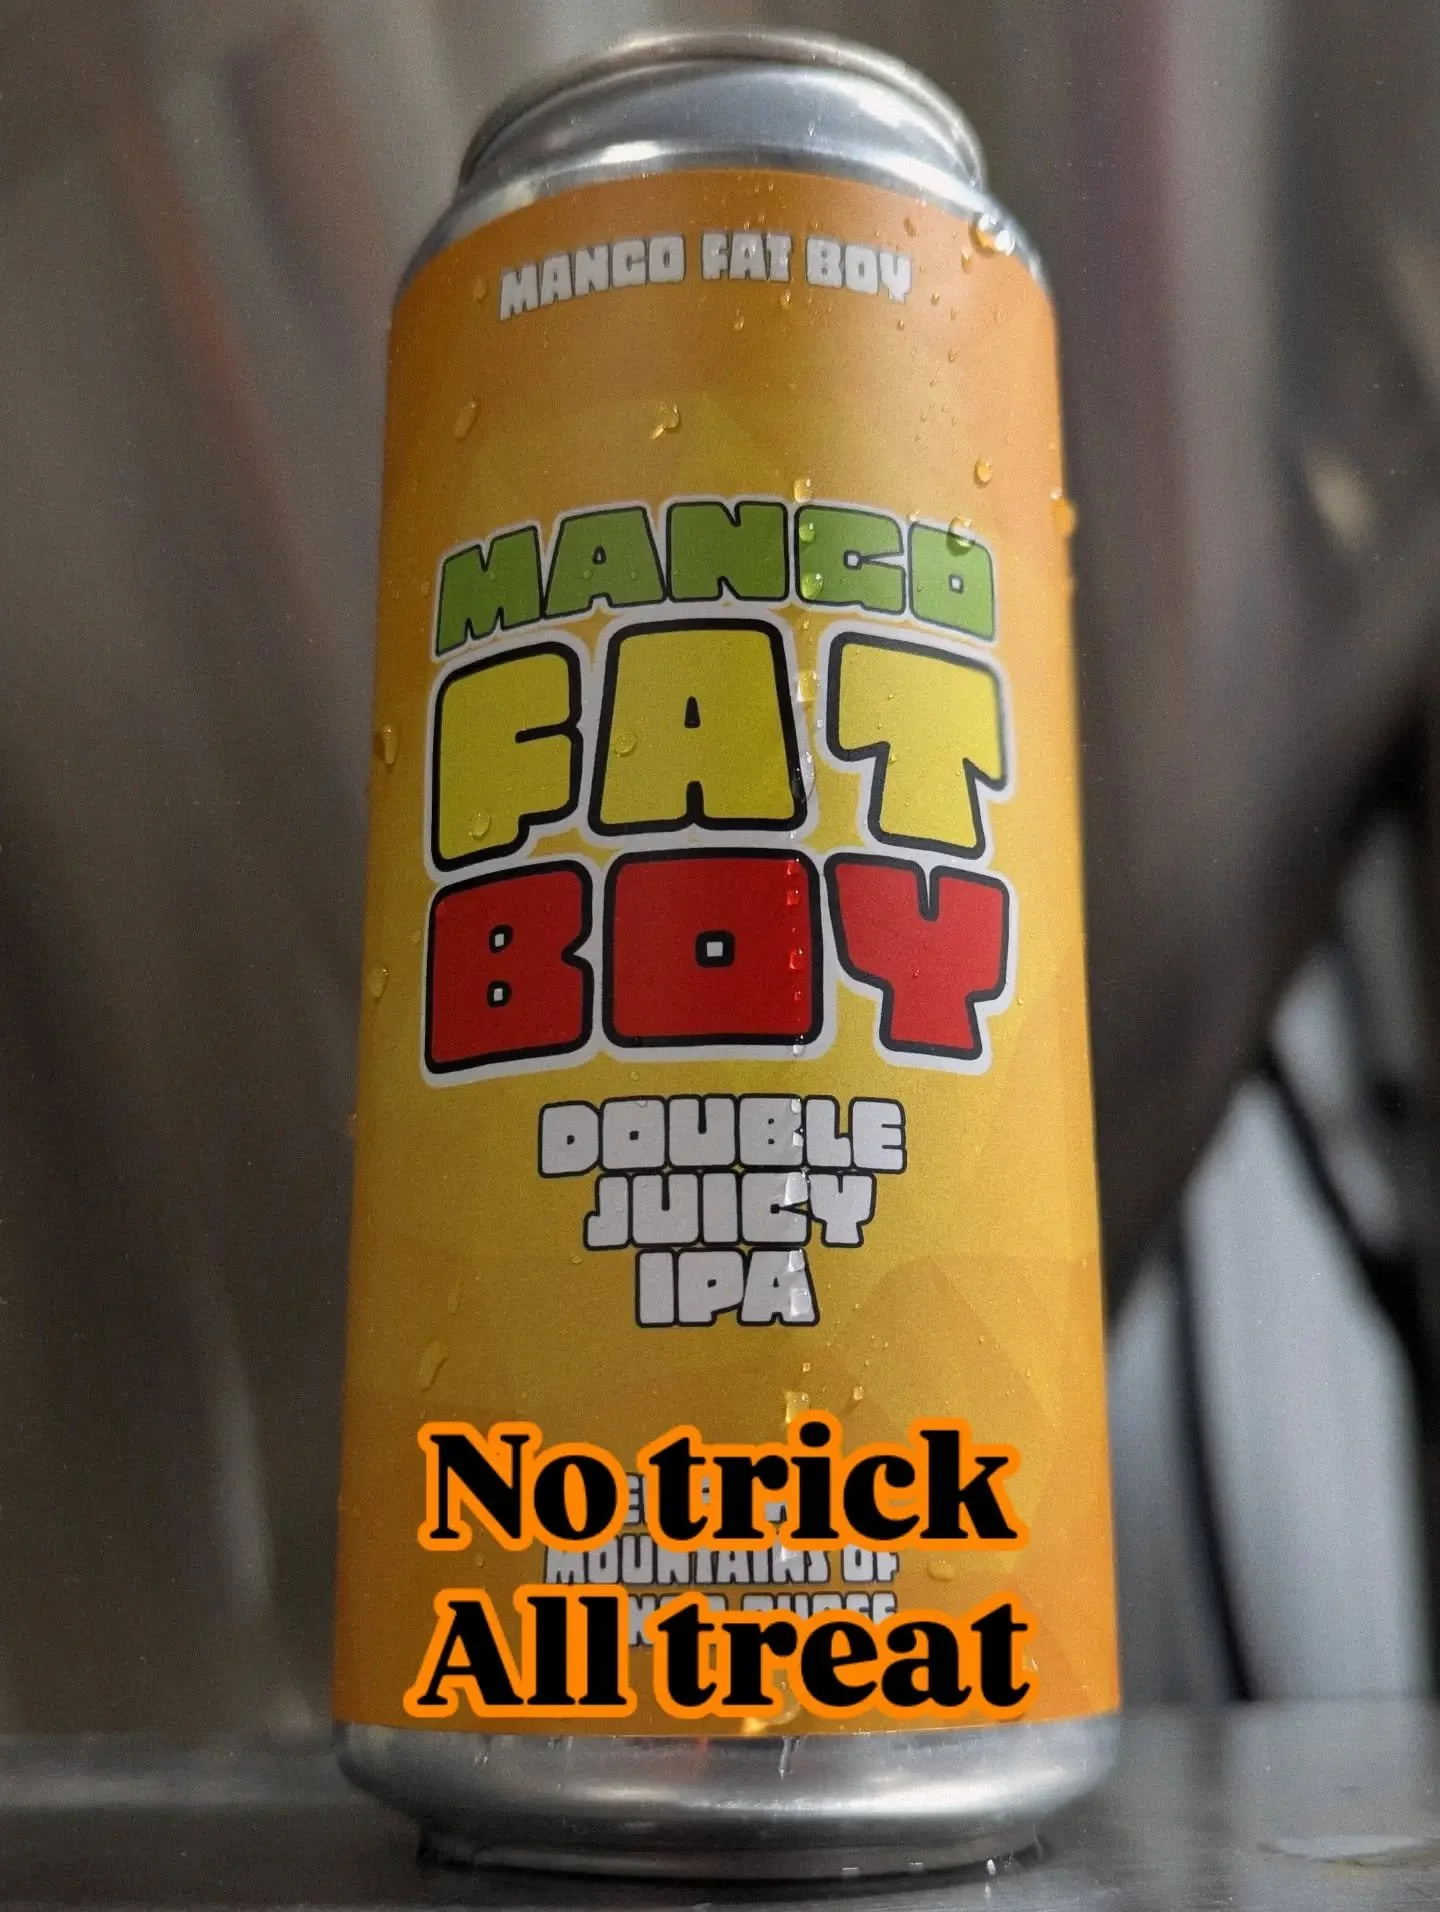 MANGO FAT BOY
MANGO
FAT
BOY
DOUBLE
JUICY
IPA
No trick
MOUNTAINS OF
All treat